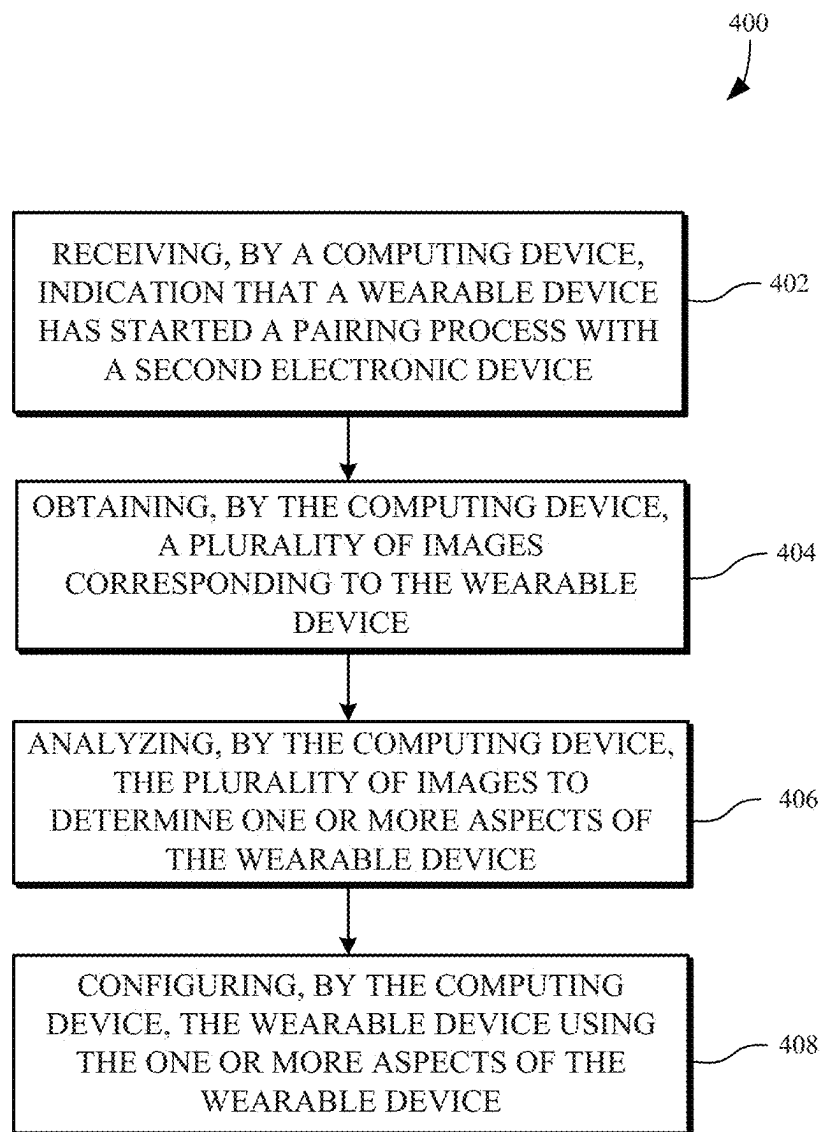 400
RECEIVING, BY A COMPUTING DEVICE,
INDICATION THAT A WEARABLE DEVICE
HAS STARTED A PAIRING PROCESS WITH
A SECOND ELECTRONIC DEVICE
402
OBTAINING, BY THE COMPUTING DEVICE,
A PLURALITY OF IMAGES
CORRESPONDING TO THE WEARABLE
DEVICE
404
ANALYZING, BY THE COMPUTING DEVICE,
THE PLURALITY OF IMAGES TO
DETERMINE ONE OR MORE ASPECTS OF
THE WEARABLE DEVICE
406
CONFIGURING, BY THE COMPUTING
DEVICE, THE WEARABLE DEVICE USING
THE ONE OR MORE ASPECTS OF THE
WEARABLE DEVICE
408